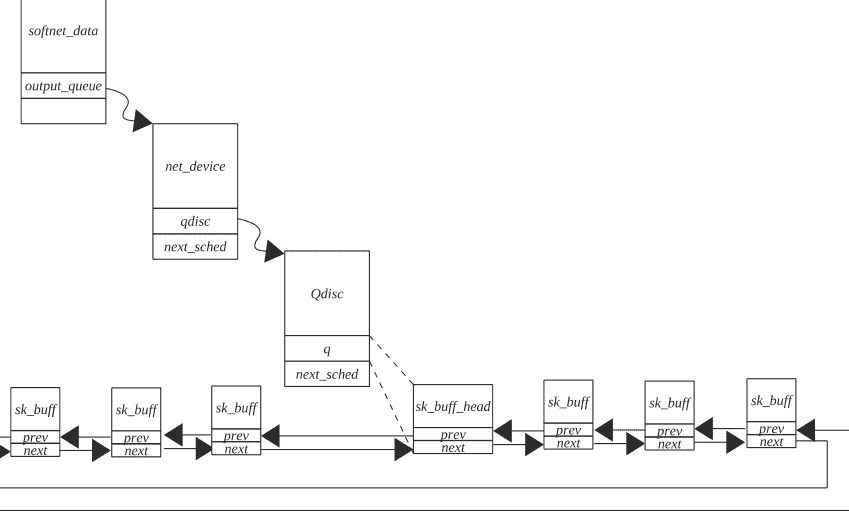 softnet_data
output_queue
net_device
qdisc
next_sched
Qdisc
q
next_sched
sk_buff
prev
next
sk_buff
prev
next
sk_buff
prev
next
sk_buff_head
prev
next
sk_buff
prev
next
sk_buff
prev
next
sk_buff
prev
next